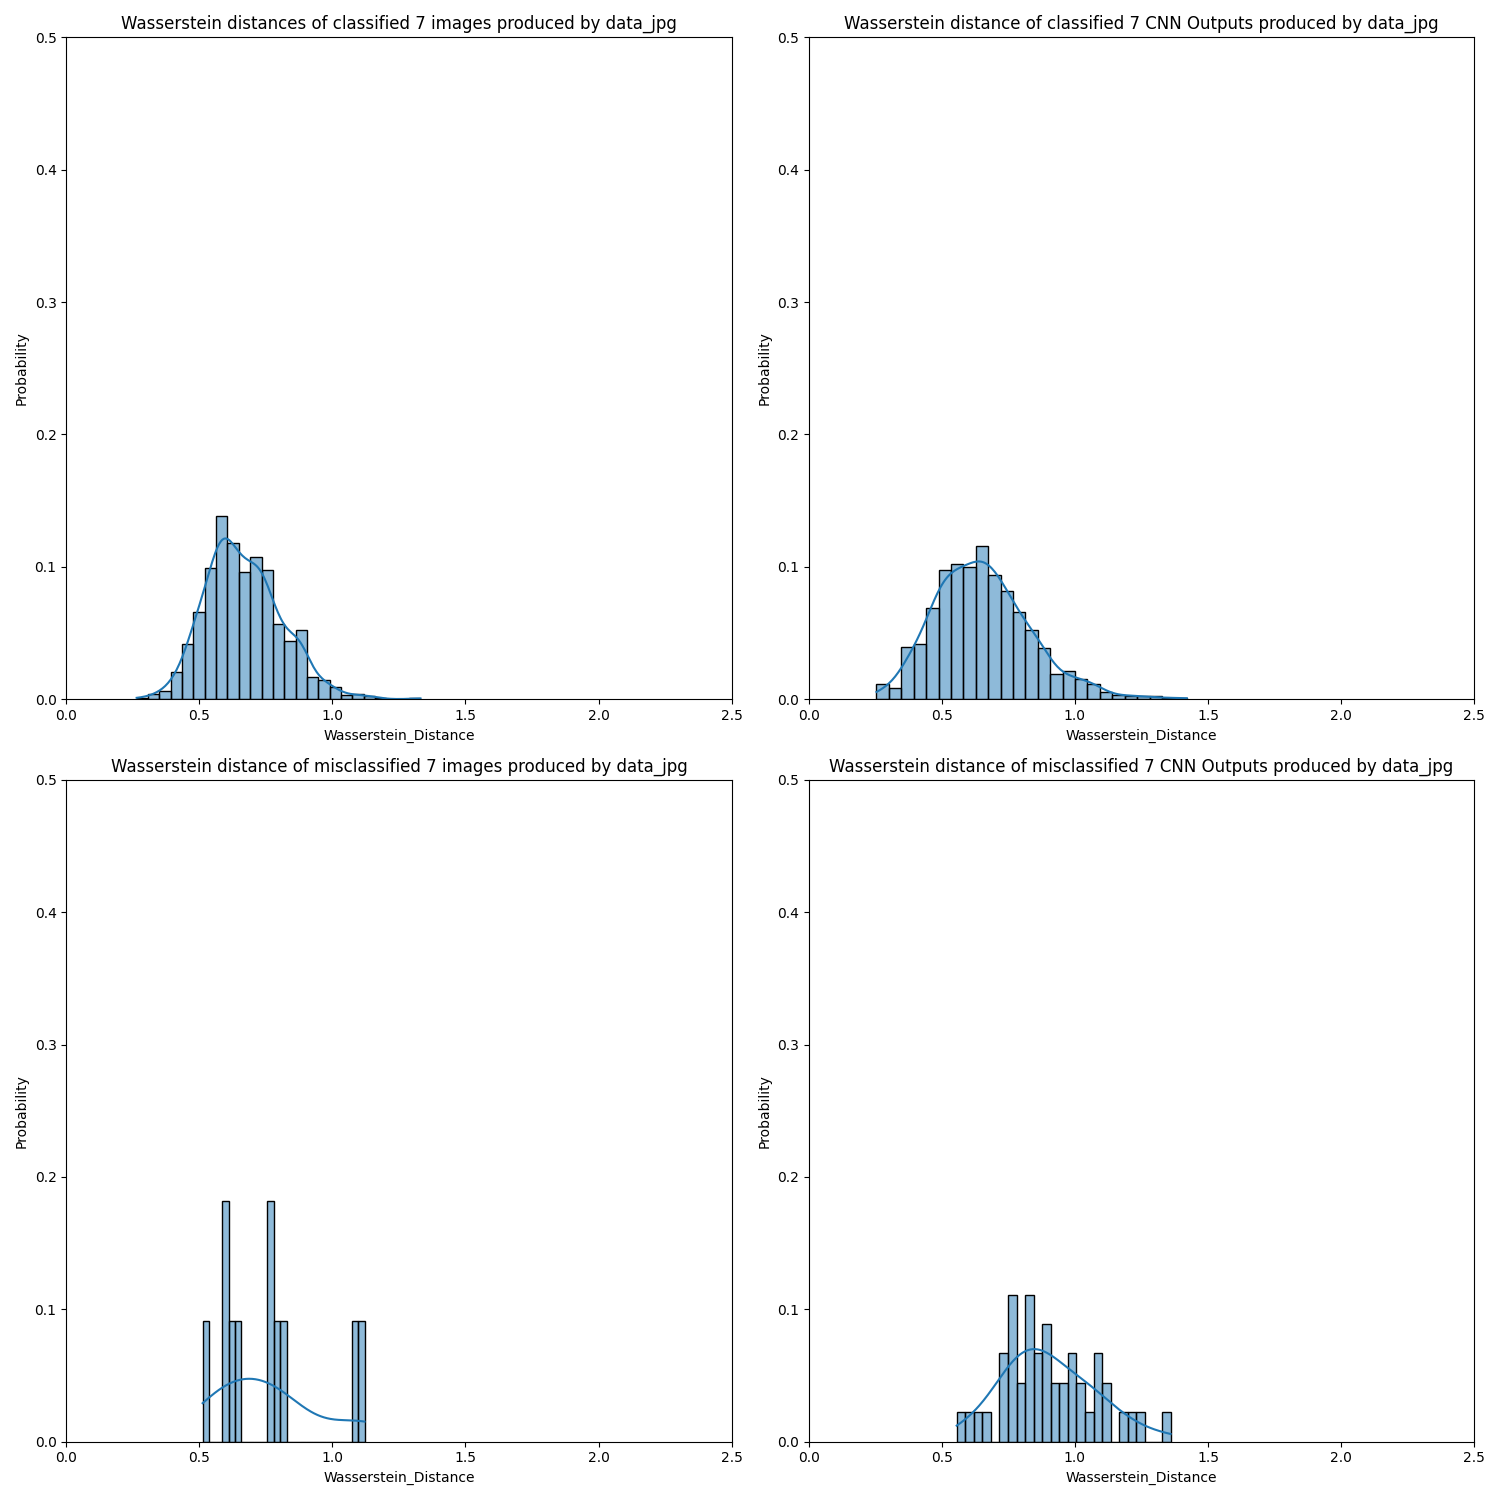 Wasserstein distances of classified 7 images produced by data_jpg
0.5
0.4
0.3
0.2
0.1
0.0
Probability
0.0 0.5 1.0 1.5 2.0 2.5
Wasserstein_Distance
Wasserstein distance of classified 7 CNN Outputs produced by data_jpg
0.5
0.4
0.3
0.2
0.1
0.0
Probability
0.0 0.5 1.0 1.5 2.0 2.5
Wasserstein_Distance
Wasserstein distance of misclassified 7 images produced by data_jpg
0.5
0.4
0.3
0.2
0.1
0.0
Probability
0.0 0.5 1.0 1.5 2.0 2.5
Wasserstein_Distance
Wasserstein distance of misclassified 7 CNN Outputs produced by data_jpg
0.5
0.4
0.3
0.2
0.1
0.0
Probability
0.0 0.5 1.0 1.5 2.0 2.5
Wasserstein_Distance